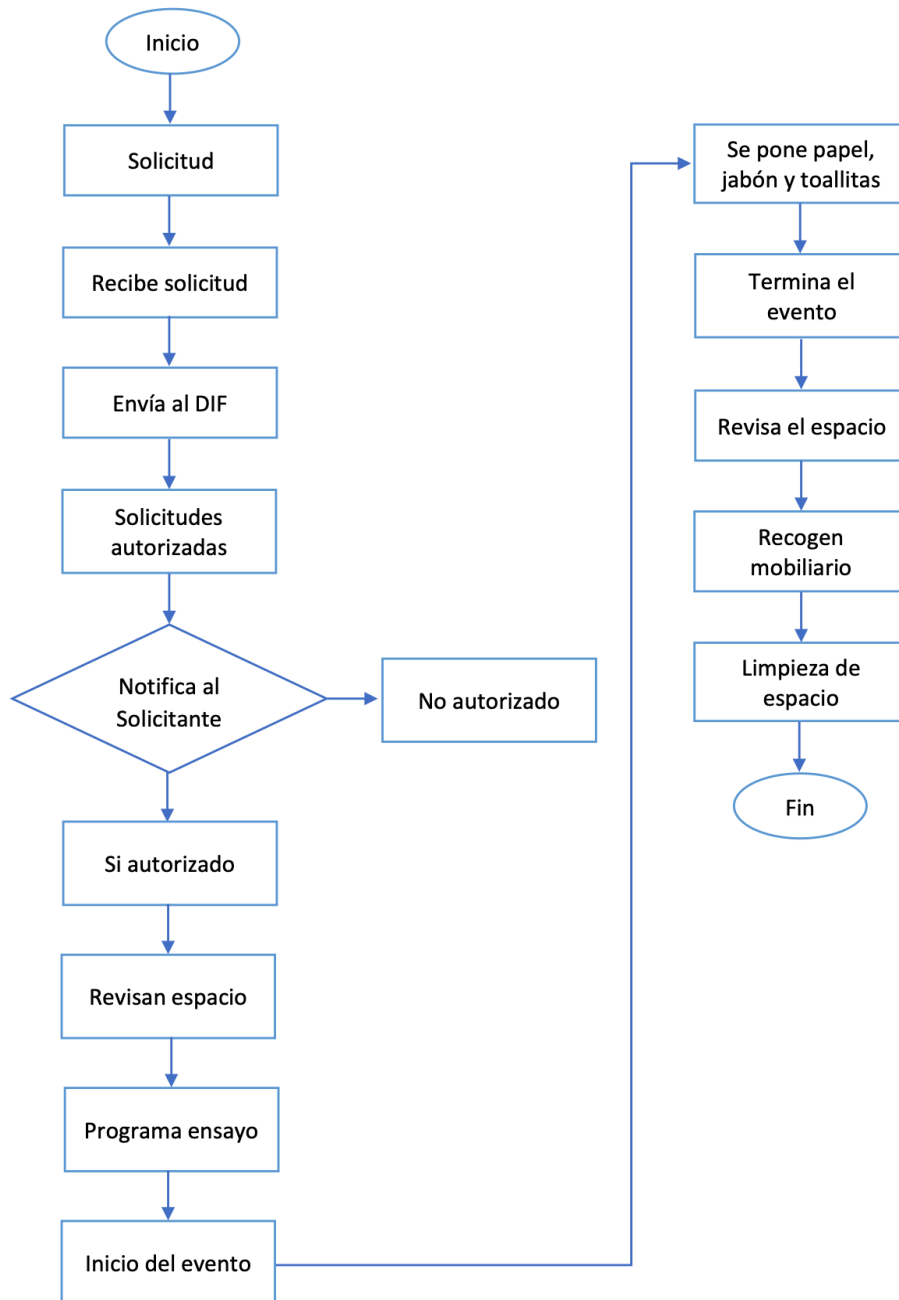 Inicio
Solicitud
Recibe solicitud
Envía al DIF
Solicitudes
autorizadas
Notifica al
Solicitante
No autorizado
Si autorizado
Revisan espacio
Programa ensayo
Inicio del evento
Se pone papel,
jabón y toallitas
Termina el
evento
Revisa el espacio
Recogen
mobiliario
Limpieza de
espacio
Fin